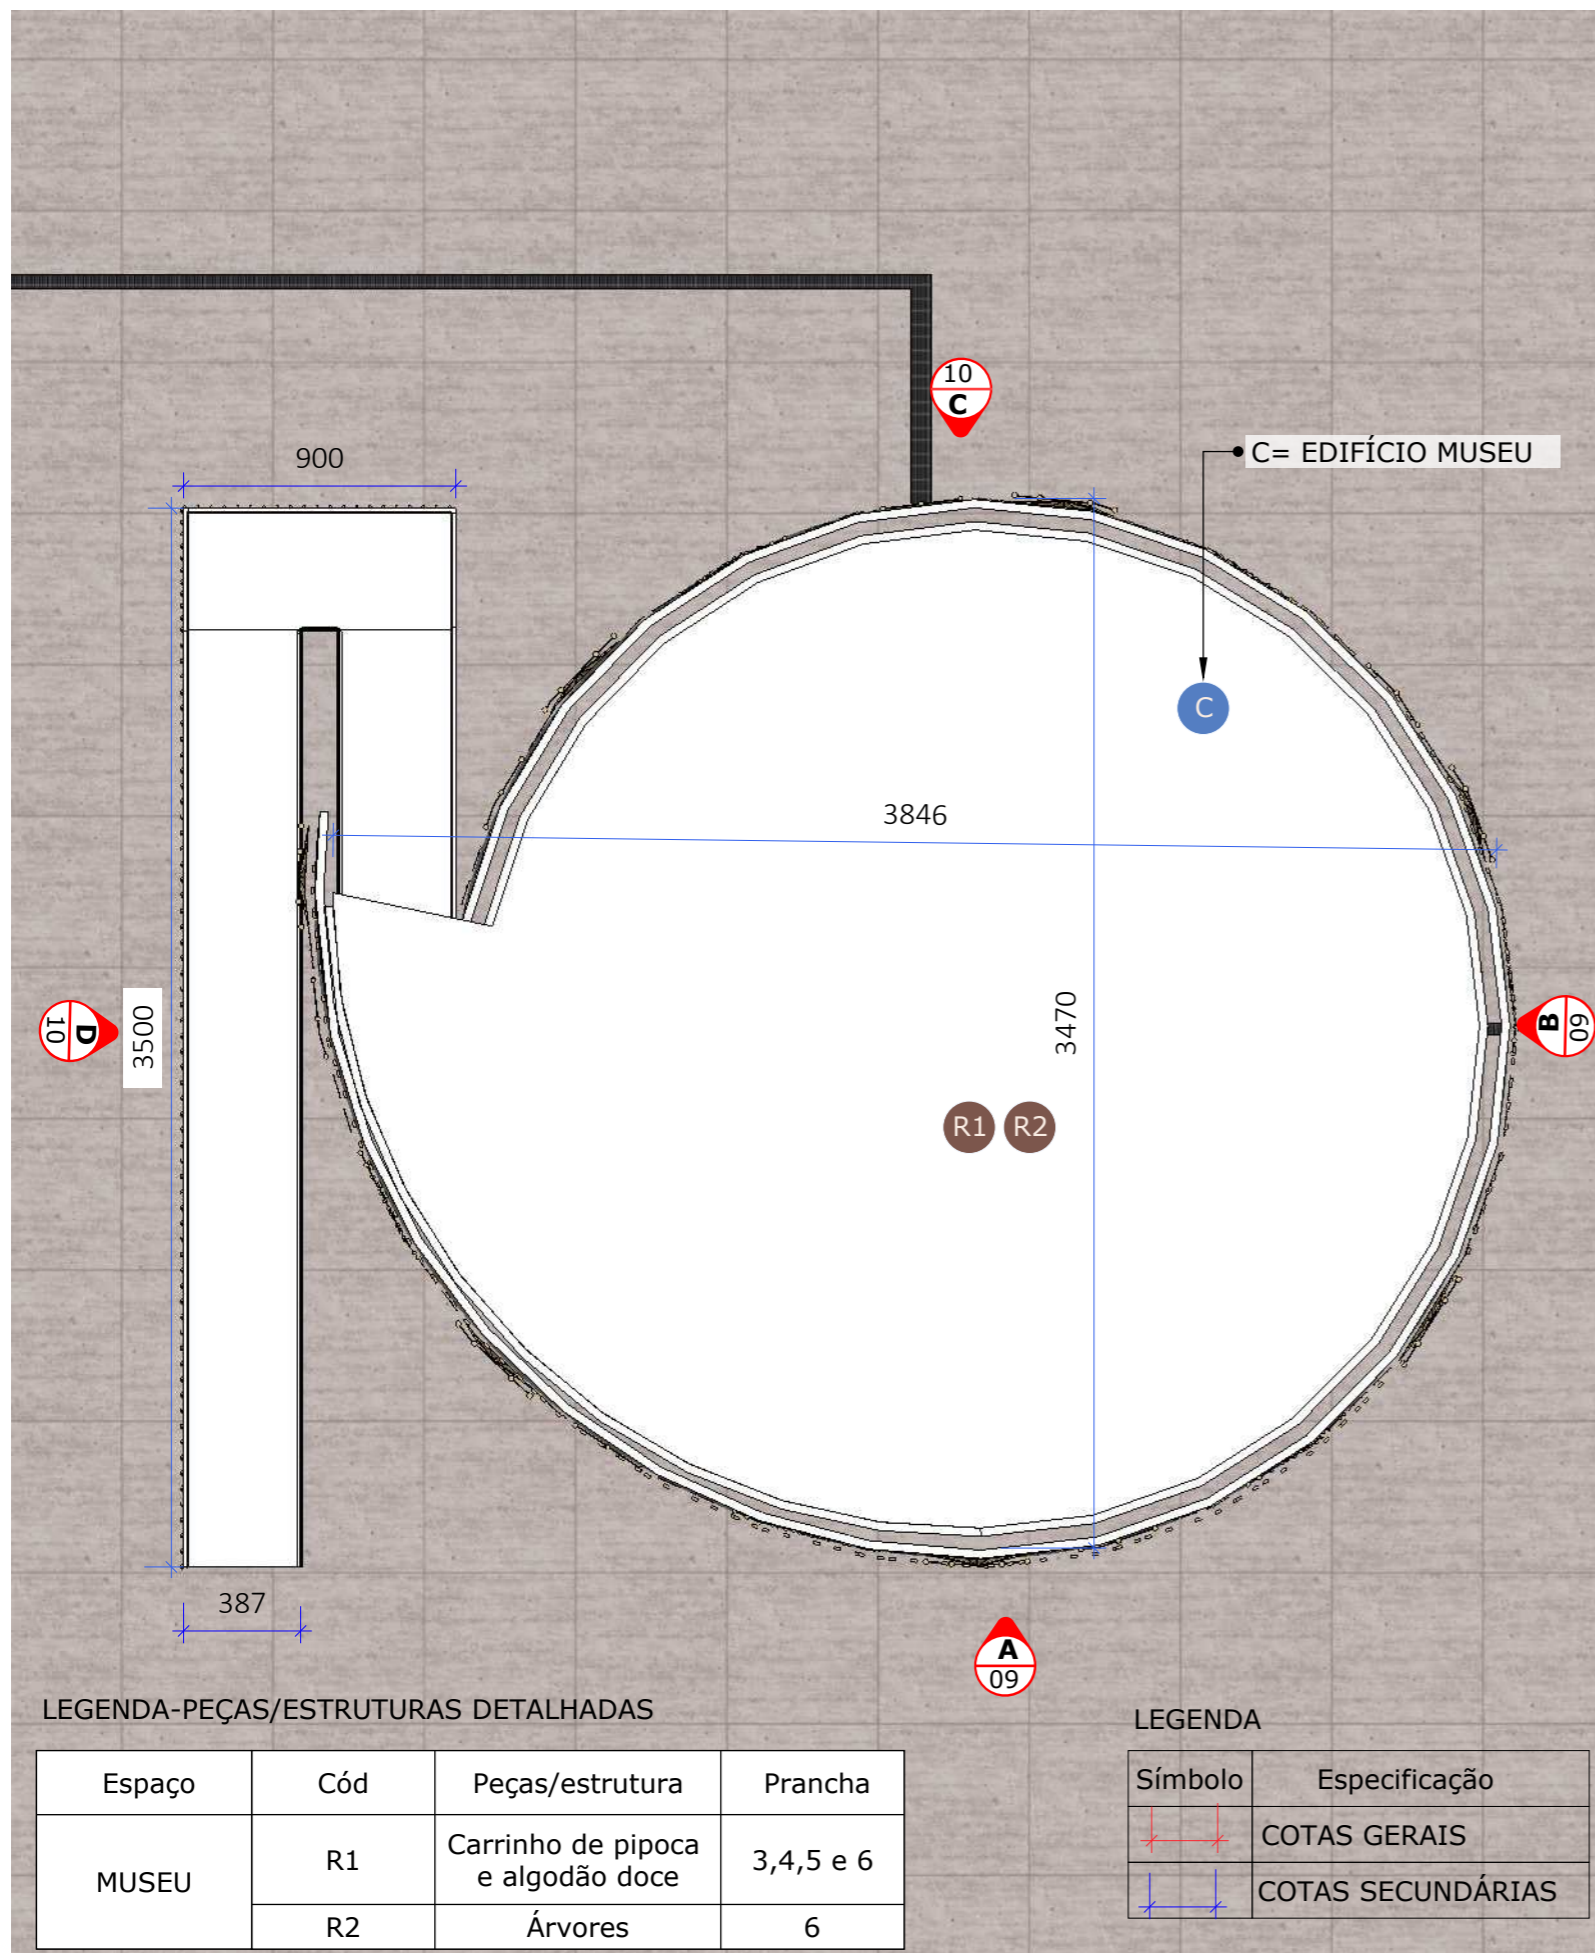 10
C
C= EDIFÍCIO MUSEU
900
C
3846
3500
3470
D
10
B
09
R1 R2
387
A
09
LEGENDA-PEÇAS/ESTRUTURAS DETALHADAS
Espaço Cód Peças/estrutura Prancha
MUSEU
R1 Carrinho de pipoca
e algodão doce 3,4,5 e 6
R2 Árvores 6
LEGENDA
Símbolo Especificação
COTAS GERAIS
COTAS SECUNDÁRIAS